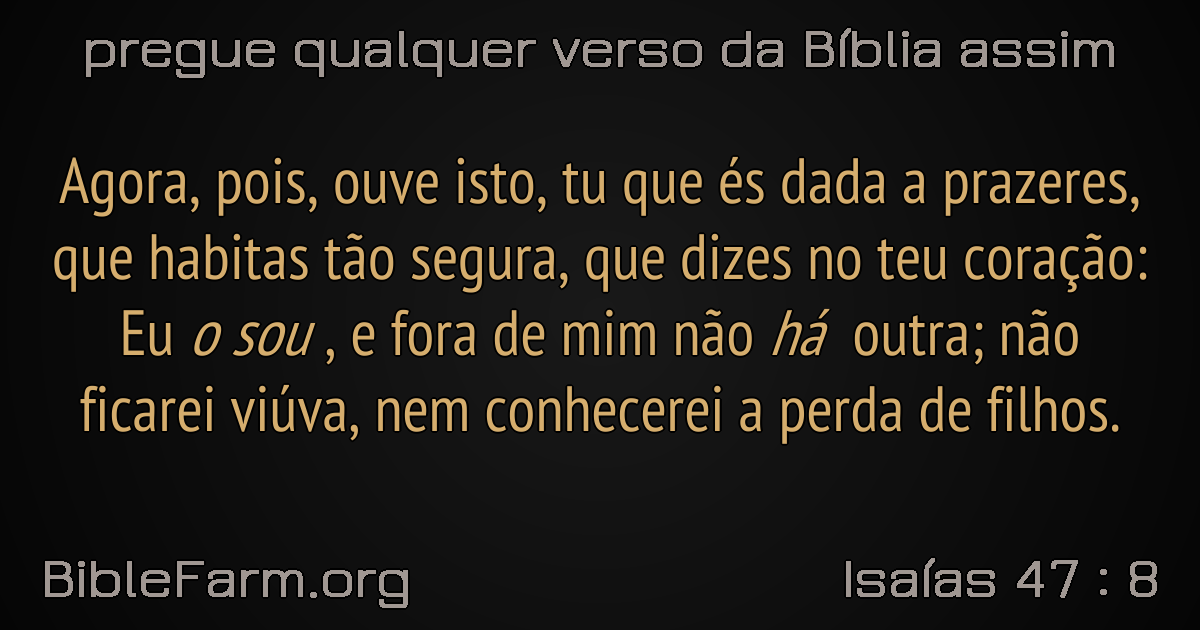 pregue qualquer verso da Bíblia assim
Agora, pois, ouve isto, tu que és dada a prazeres,
que habitas tão segura, que dizes no teu coração:
Eu o sou , e fora de mim não há outra; não
ficarei viúva, nem conhecerei a perda de filhos.
BibleFarm.org
Isaías 47 : 8